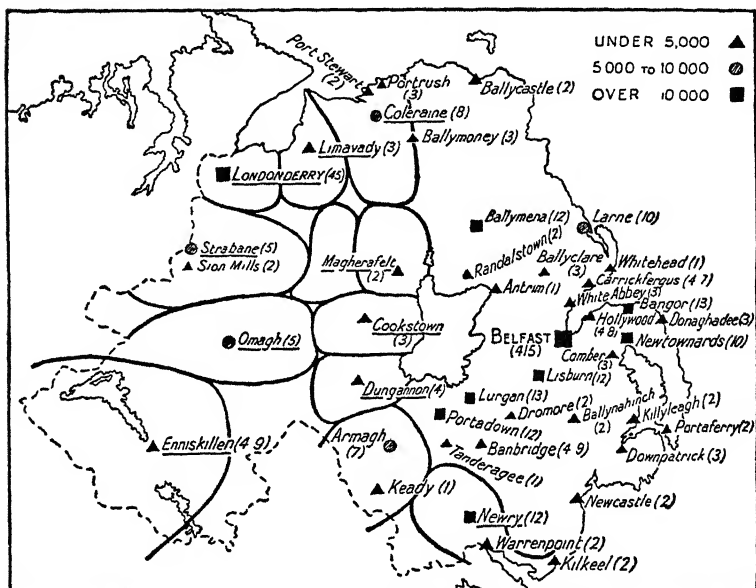 UNDER 5,000
5 000 TO 10 000
OVER 10 000
Port Stewart
(2)
Portrush
(3)
Ballycastle (2)
Coleraine (8)
Limavady (3)
Ballymoney (3)
LONDONDERRY (45)
Ballymena (12)
Larne (10)
Strabane (5)
Sion Mills (2)
Magherafelt
(2)
Randalstown (2)
Ballyclare
(3)
Whitehead (1)
Carrickfergus (4 7)
Antrim (1)
White Abbey (3)
Bangor (13)
Cookstown
(3)
Hollywood
(4 8)
Donaghadee (3)
Omagh (5)
BELFAST
(415)
Newtownards (10)
Comber
(3)
Lisburn (12)
Dungannon (4)
Lurgan (13)
Dromore (2)
Ballynahinch
(2)
Killyleagh (2)
Portaferry (2)
Portadown
(12)
Armagh
(7)
Enniskillen (4 9)
Banbridge (4 9)
Tanderagee (1)
Downpatrick (3)
Keady (1)
Newcastle (2)
Newry (12)
Warrenpoint (2)
Kilkeel (2)